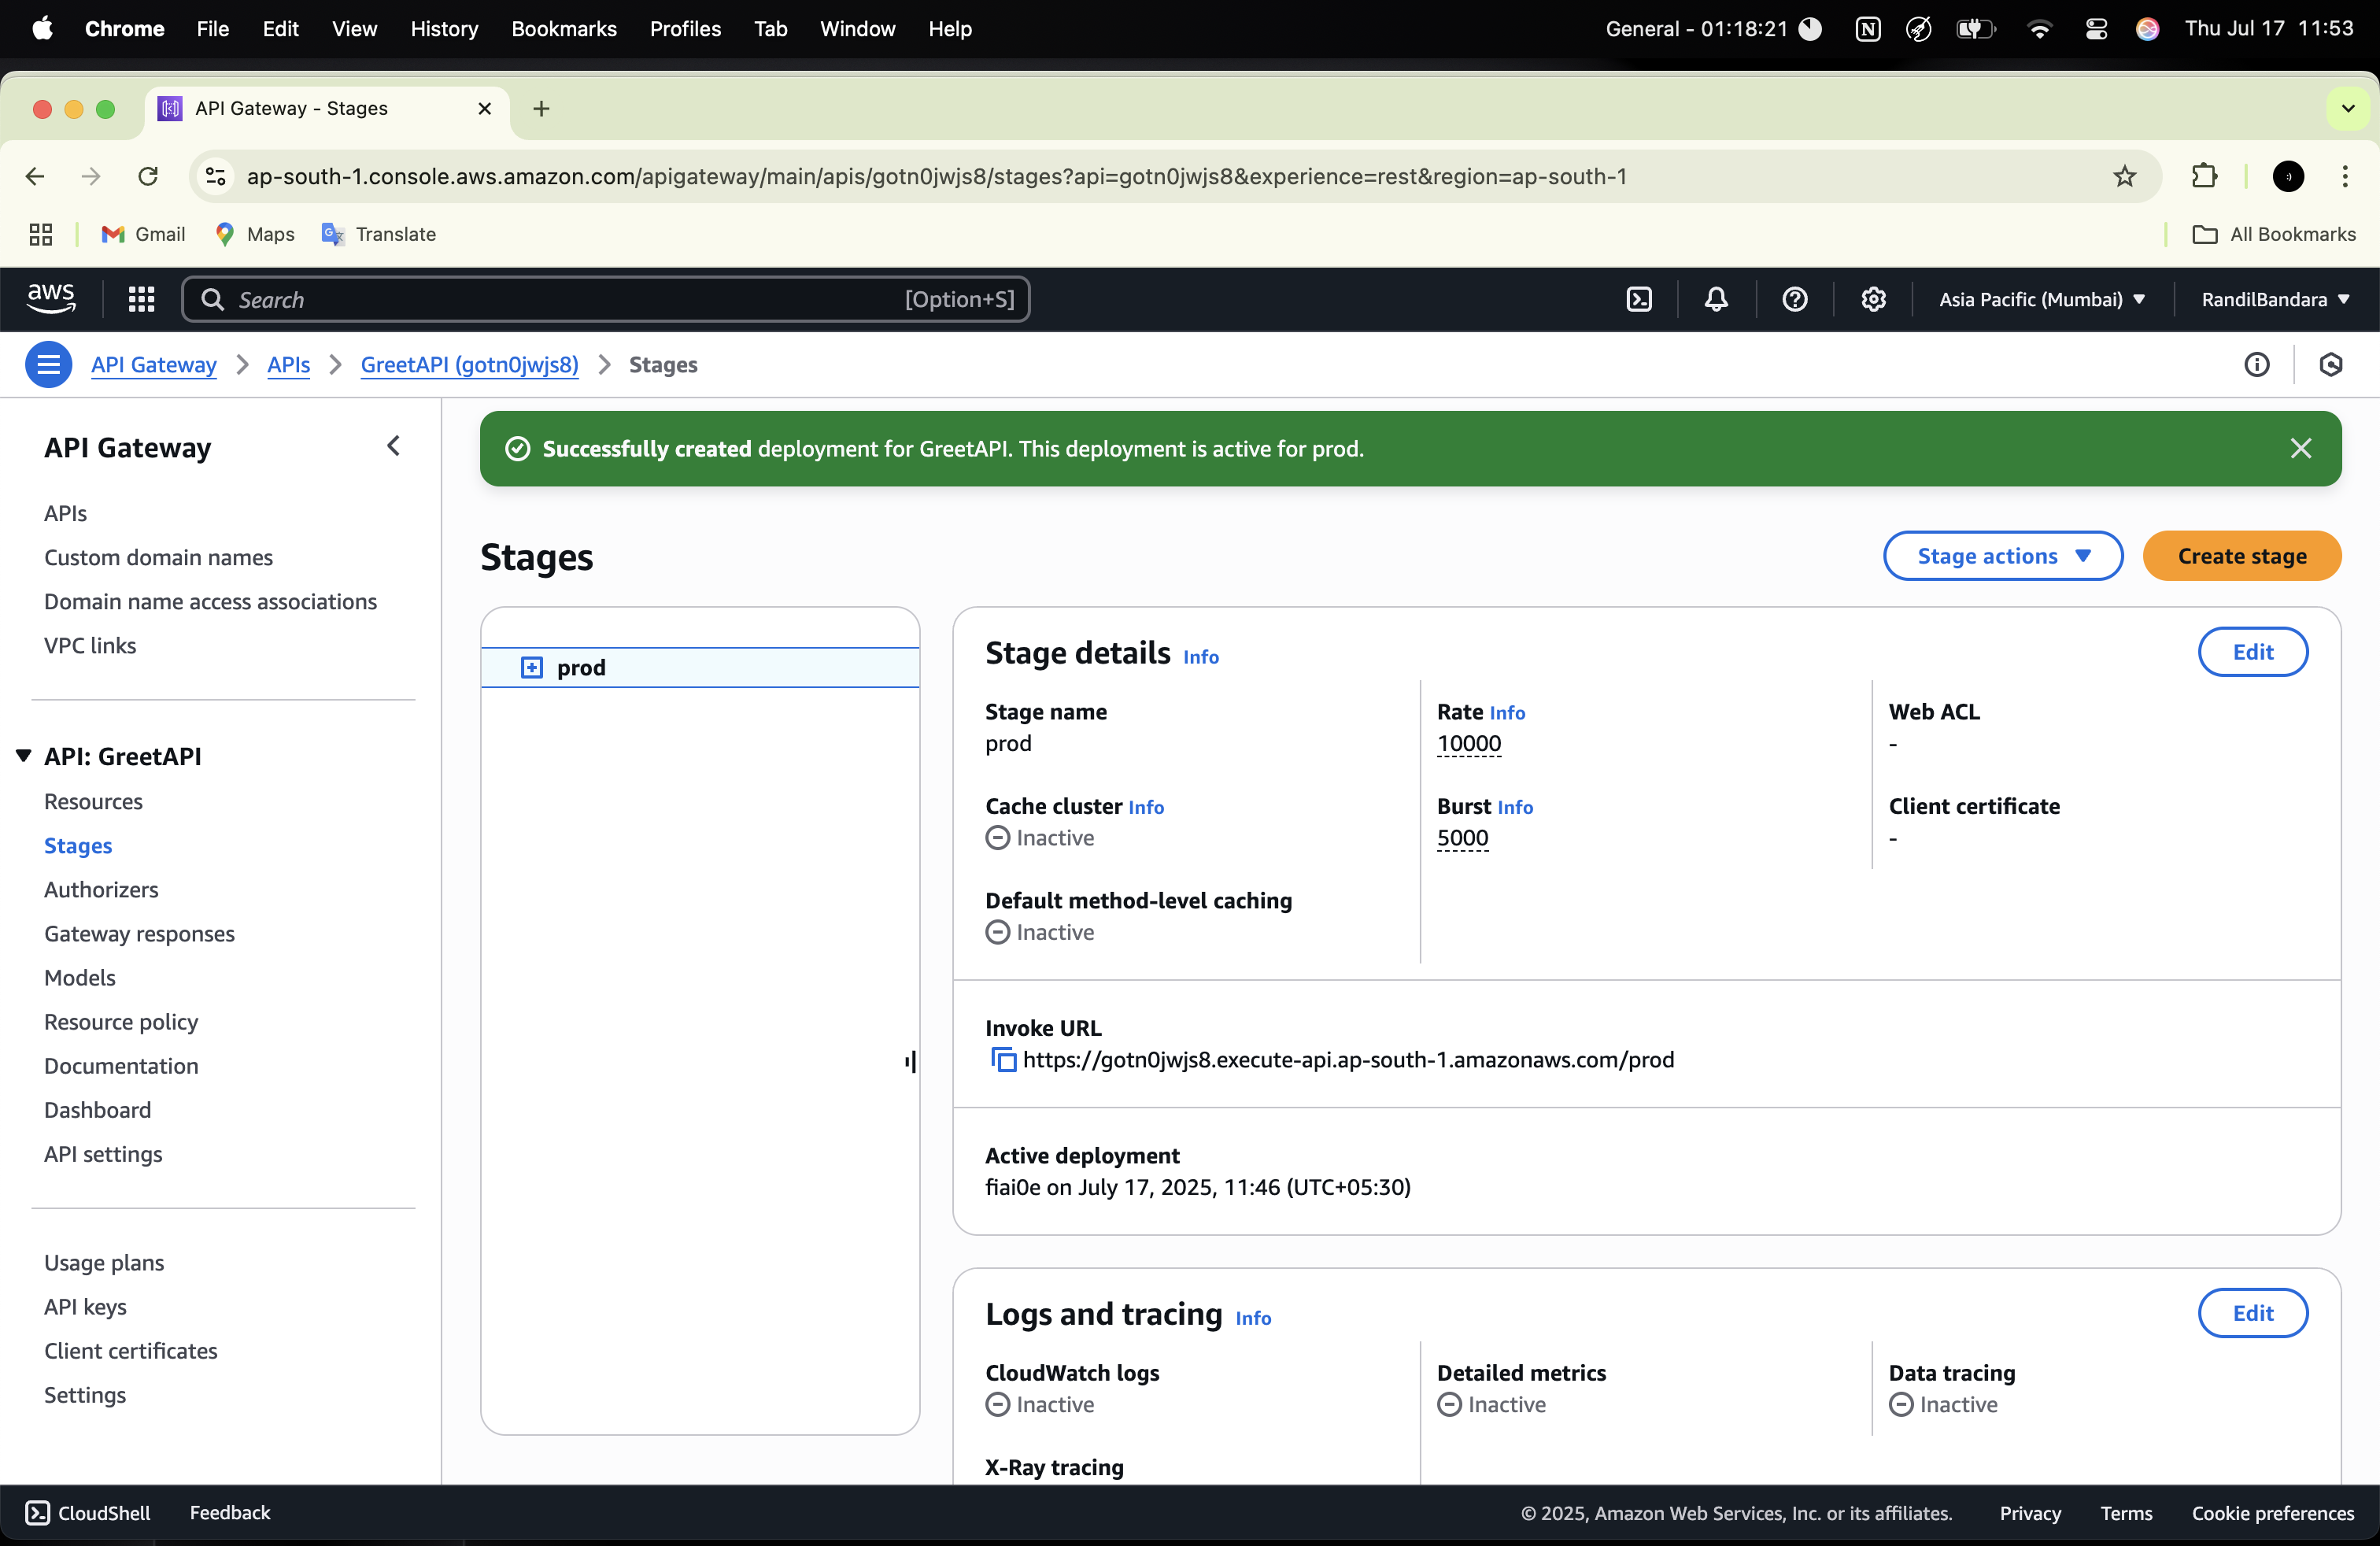 Chrome File Edit View History Bookmarks Profiles Tab Window Help General - 01:18:21 Thu Jul 17 11:53
API Gateway - Stages
ap-south-1.console.aws.amazon.com/apigateway/main/apis/gotn0jwjs8/stages?api=gotn0jwjs8&experience=rest&region=ap-south-1
Gmail Maps Translate All Bookmarks
aws Search [Option+S] Asia Pacific (Mumbai) RandilBandara
API Gateway APIs GreetAPI (gotn0jwjs8) Stages
API Gateway
APIs
Custom domain names
Domain name access associations
VPC links
API: GreetAPI
Resources
Stages
Authorizers
Gateway responses
Models
Resource policy
Documentation
Dashboard
API settings
Usage plans
API keys
Client certificates
Settings
Successfully created deployment for GreetAPI. This deployment is active for prod.
Stages
Stage actions Create stage
prod
Stage details Info
Edit
Stage name
prod
Rate Info
10000
Web ACL
-
Cache cluster Info
Inactive
Burst Info
5000
Client certificate
-
Default method-level caching
Inactive
Invoke URL
https://gotn0jwjs8.execute-api.ap-south-1.amazonaws.com/prod
Active deployment
fiai0e on July 17, 2025, 11:46 (UTC+05:30)
Logs and tracing Info
Edit
CloudWatch logs
Inactive
Detailed metrics
Inactive
Data tracing
Inactive
X-Ray tracing
CloudShell Feedback © 2025, Amazon Web Services, Inc. or its affiliates. Privacy Terms Cookie preferences